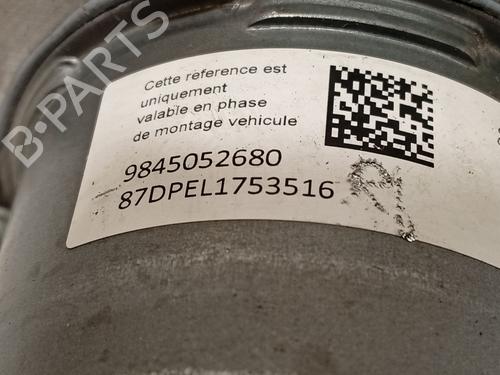 B-PARTS
Cette reference est
uniquement
valable en phase
de montage vehicule
9845052680
87DPEL1753516